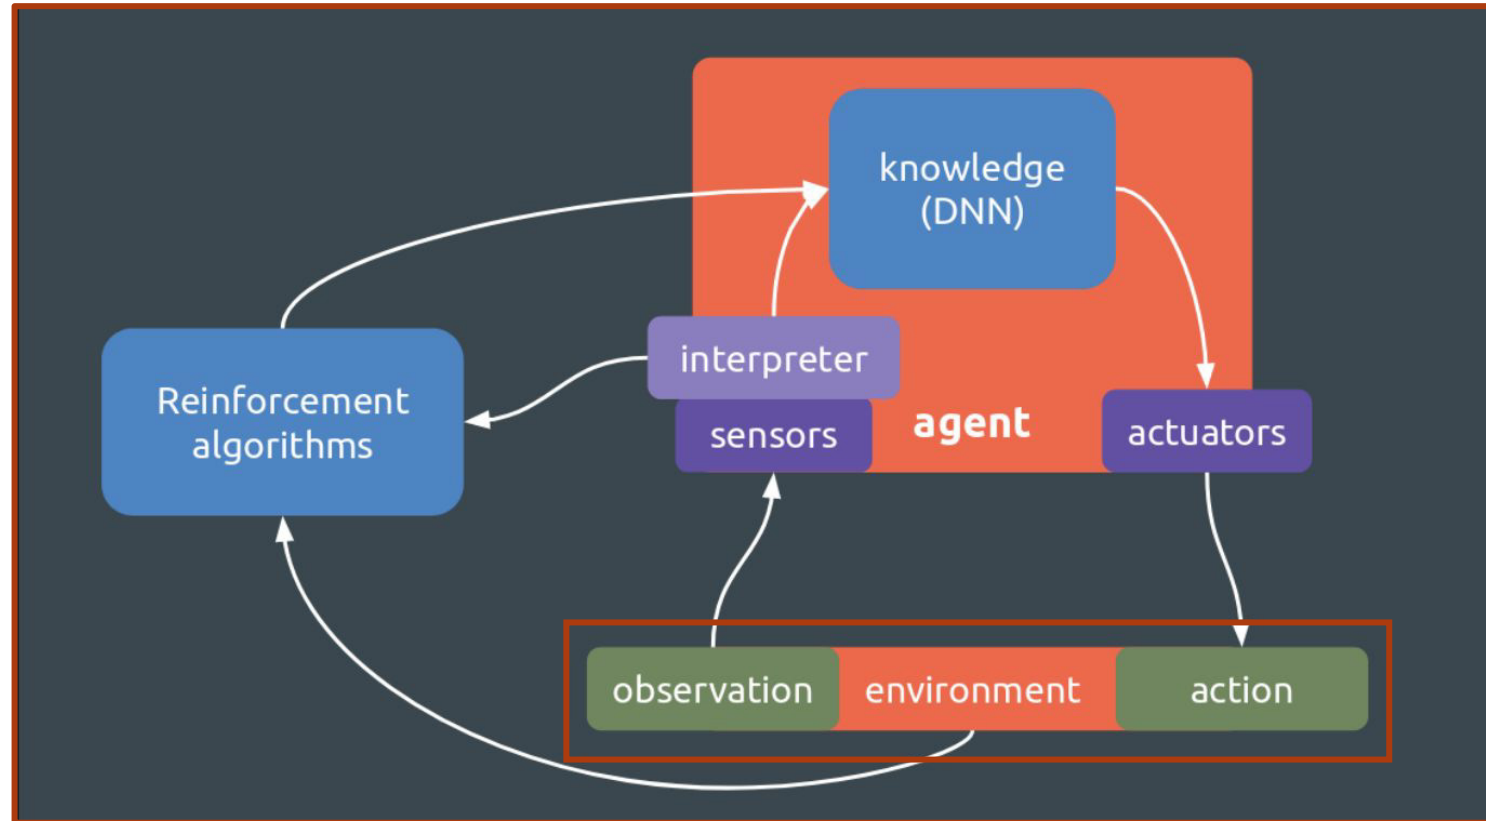 knowledge
(DNN)
interpreter
Reinforcement
algorithms
sensors
agent
actuators
observation
environment
action